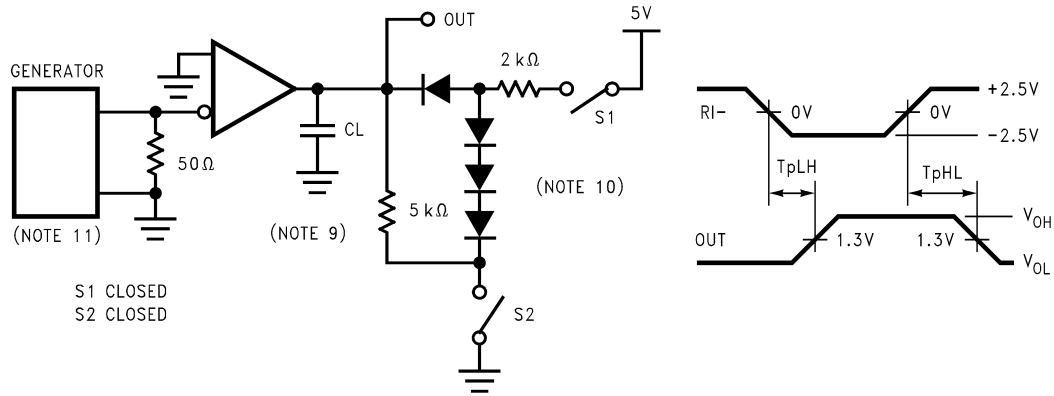 OUT
5V
2 kΩ
S1
GENERATOR
50Ω
CL
(NOTE 10)
5 kΩ
(NOTE 9)
(NOTE 11)
S1 CLOSED
S2 CLOSED
S2
RI-
0V
0V
+2.5V
-2.5V
TpLH
TpHL
OUT
1.3V
1.3V
VOH
VOL